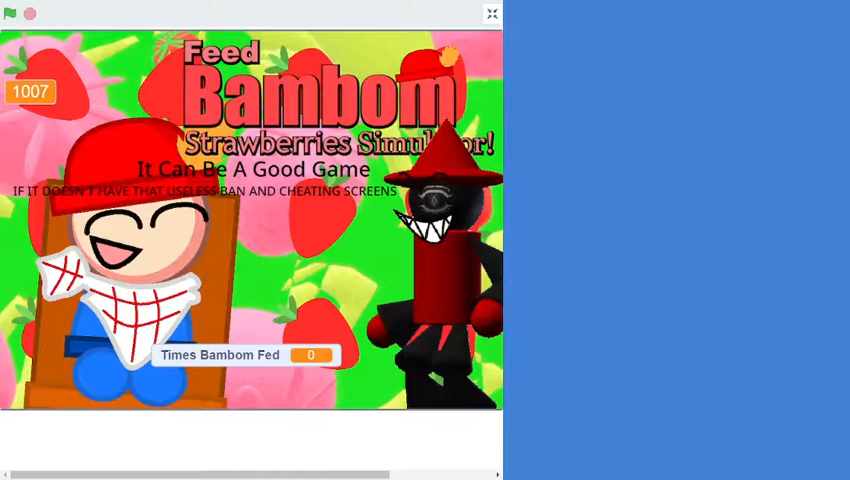 Feed
1007
Bambom
Strawberries Simulator!
It Can Be A Good Game
IF IT DOESN'T HAVE THAT USELESS BAN AND CHEATING SCREENS
Times Bambom Fed 0